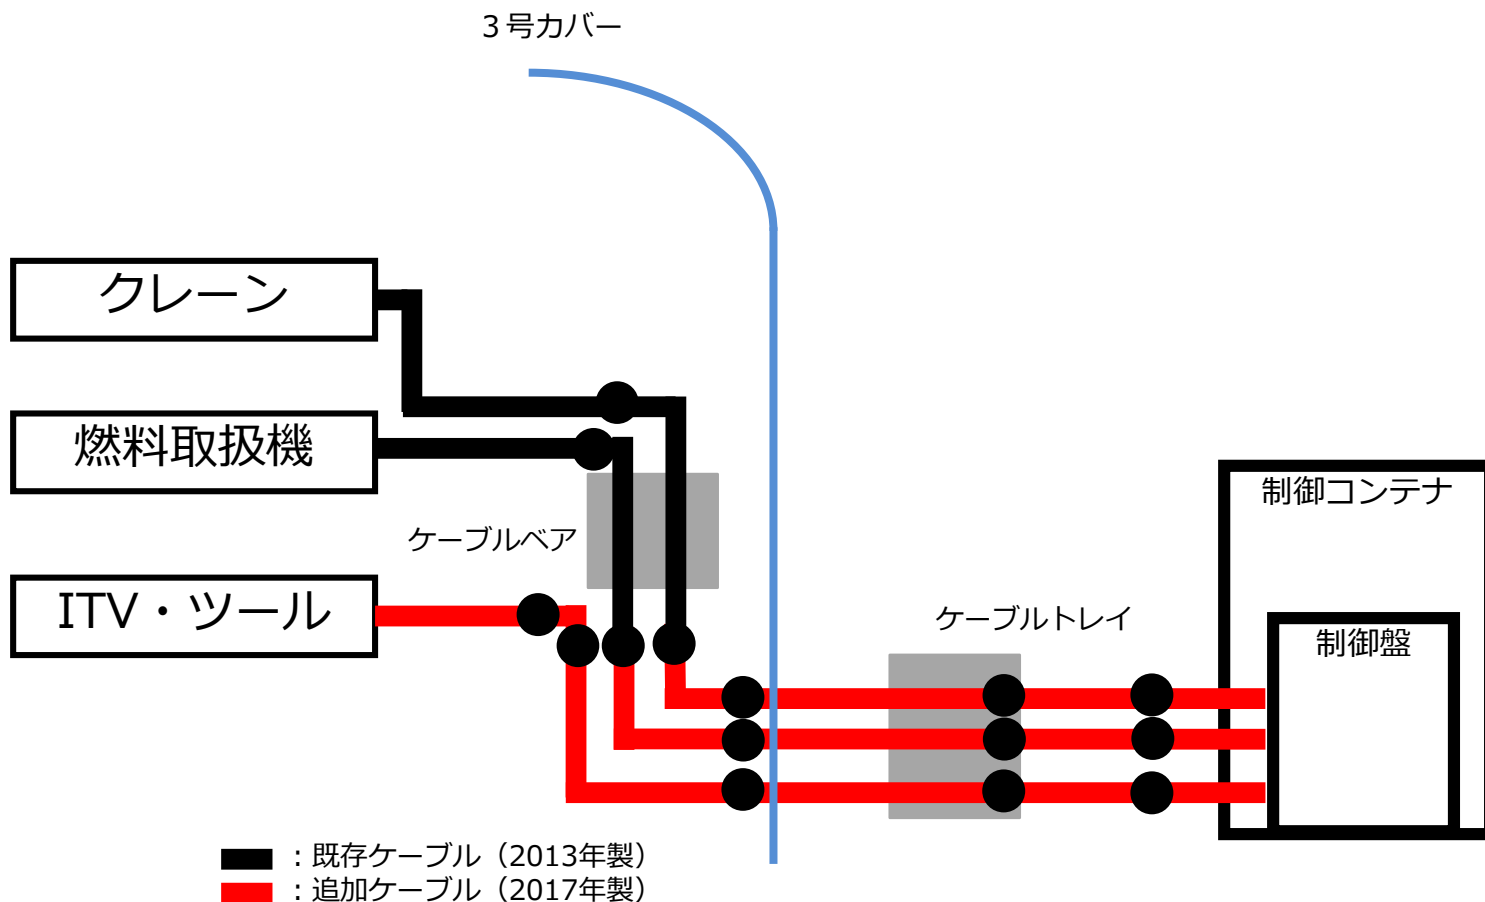 ３号カバー
クレーン
燃料取扱機
ケーブルベア
ITV・ツール
ケーブルトレイ
制御コンテナ
制御盤
：既存ケーブル（2013年製）
：追加ケーブル（2017年製）